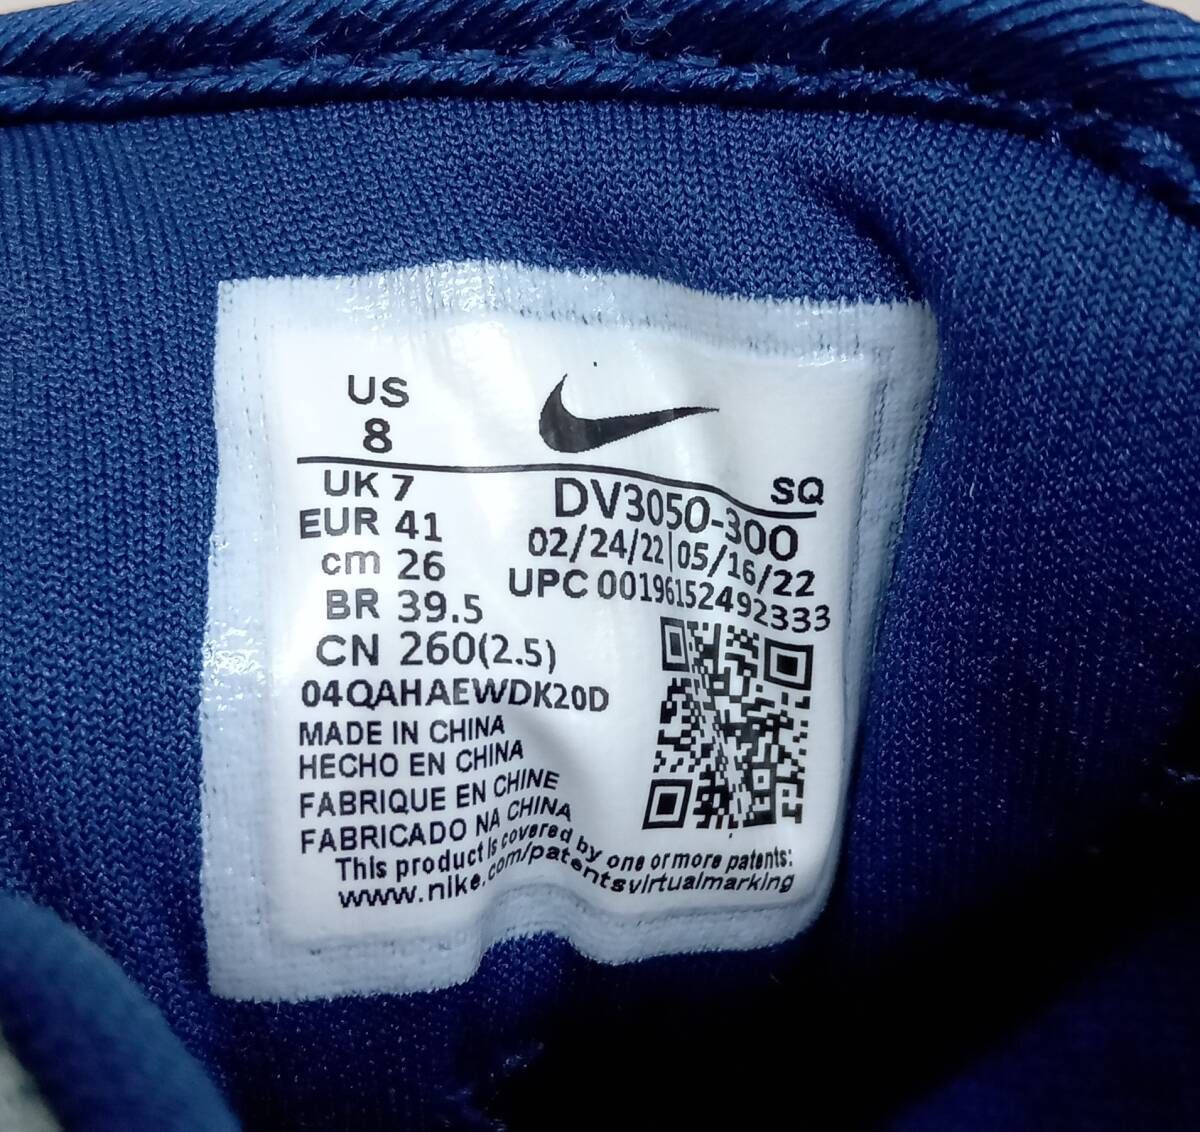 US
8
SQ
UK 7
EUR 41
cm 26
BR 39.5
CN 260(2.5)
DV3050-300
02/24/22|05/16/22
UPC 00196152492333
04QAHAEWDK20D
MADE IN CHINA
HECHO EN CHINA
FABRIQUE EN CHINE
FABRICADO NA CHINA
This product is covered by one or more patents:
www.nike.com/patentsvirtualmarking